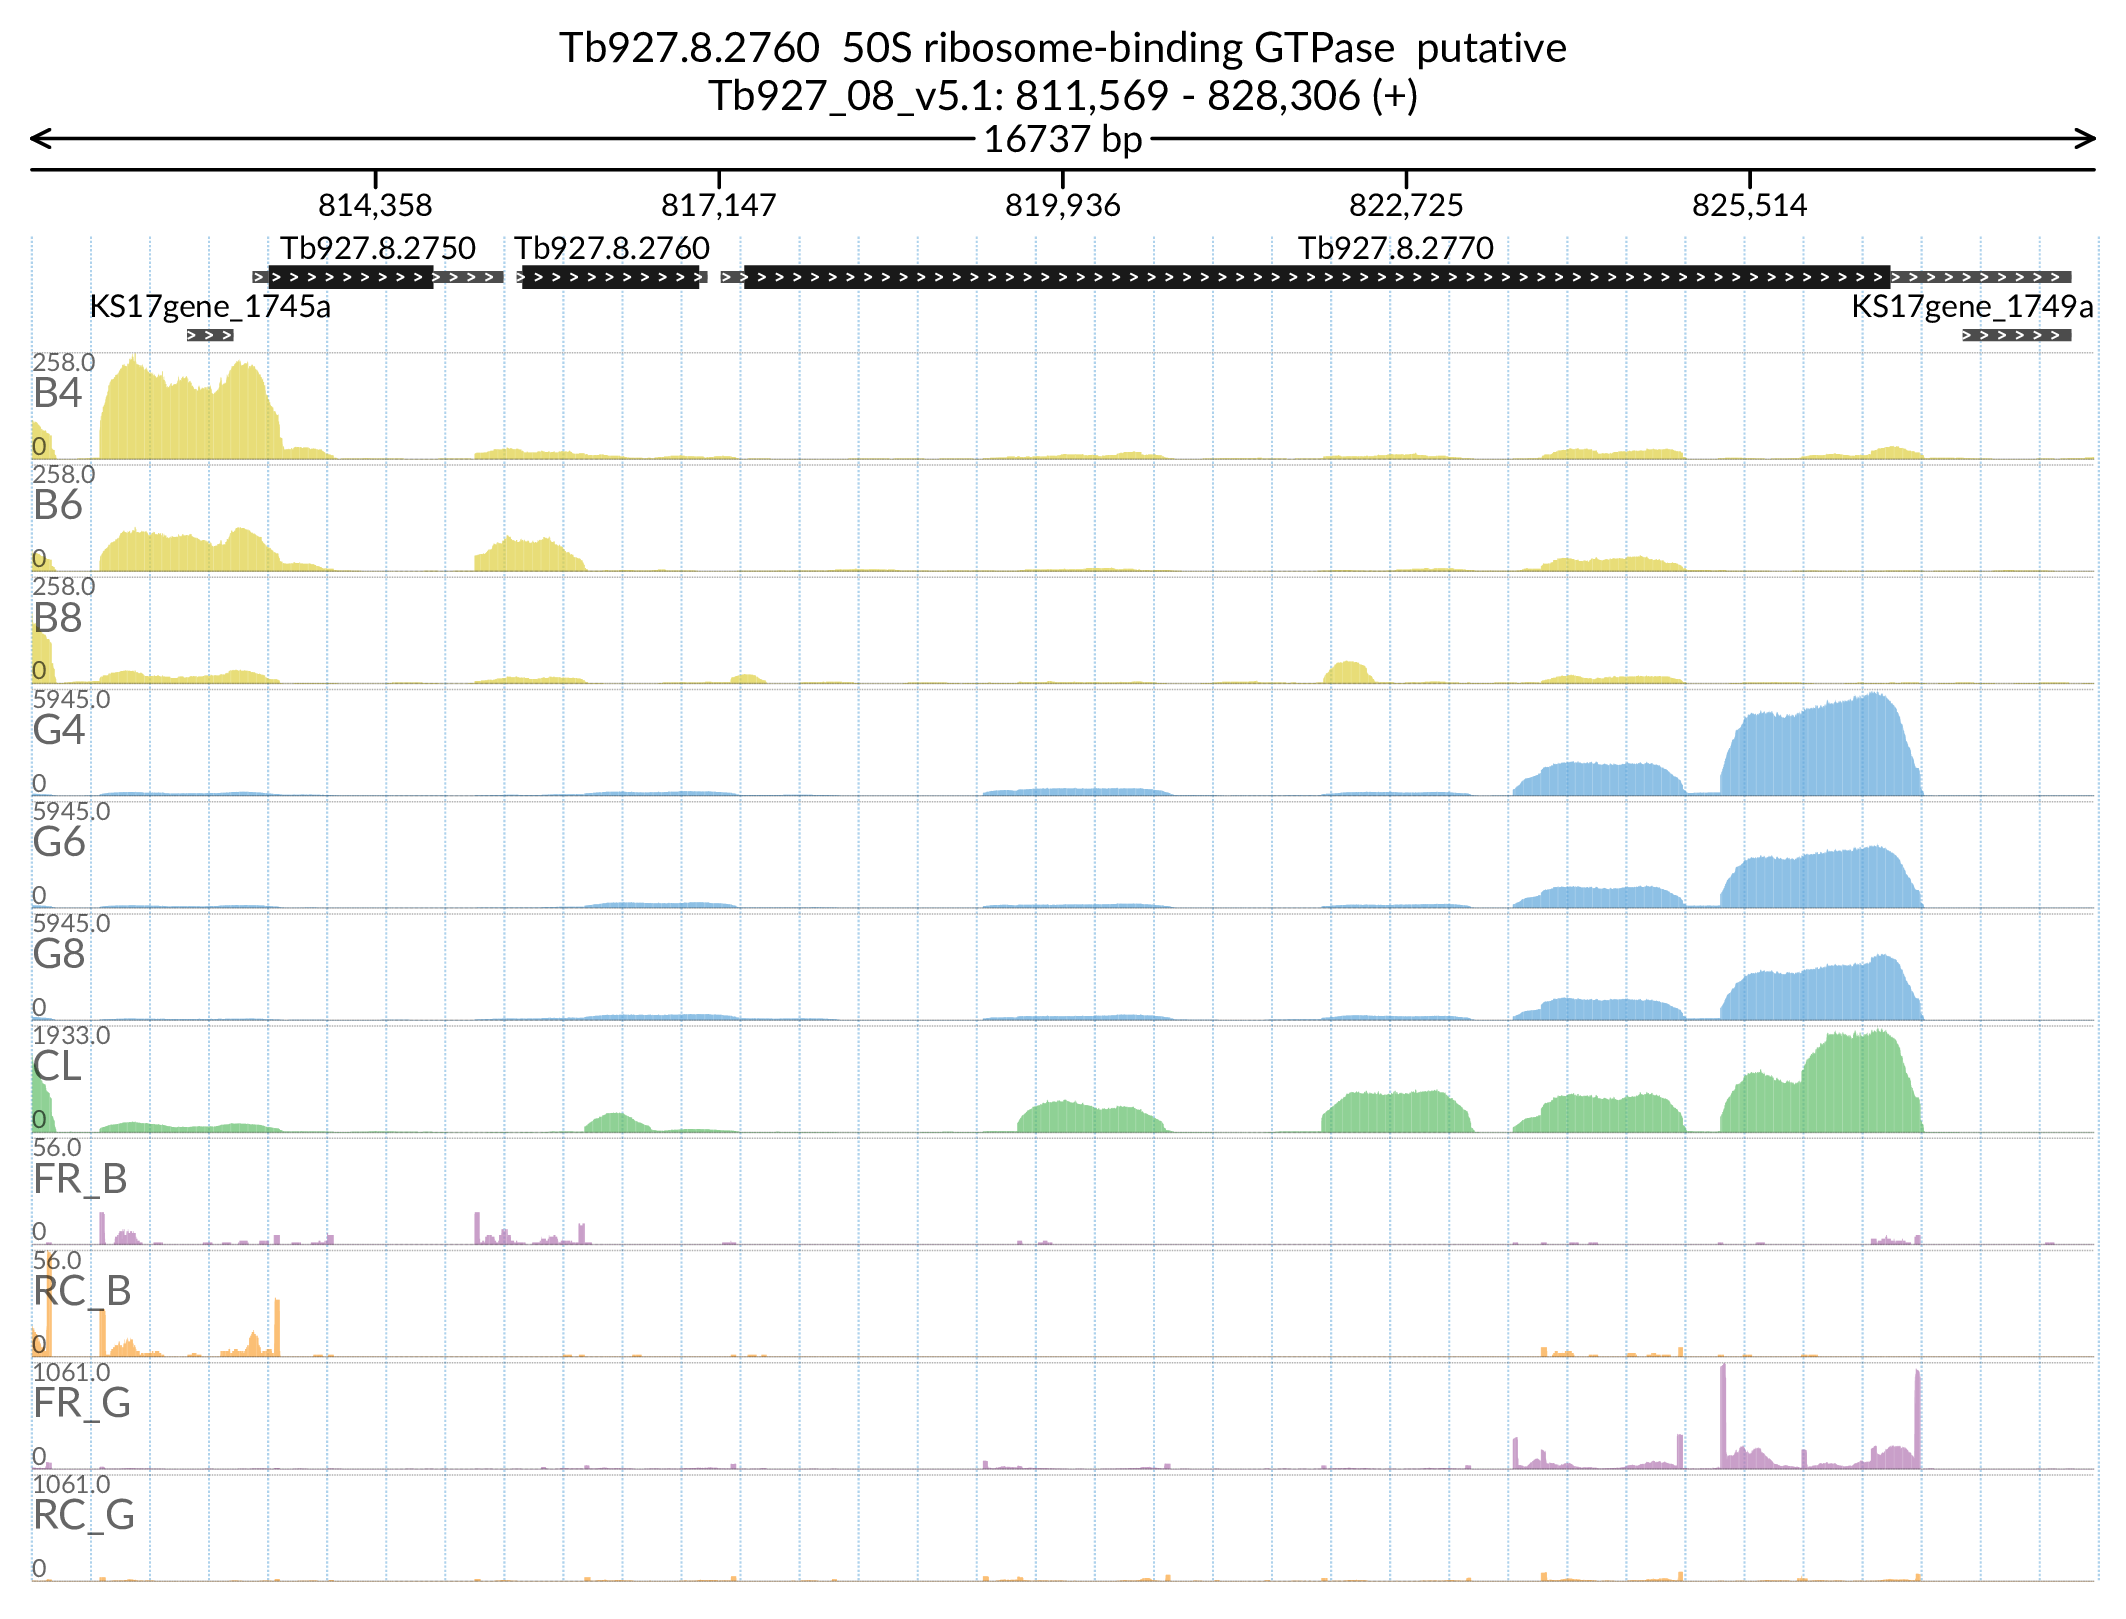 Tb927.8.2760  50S ribosome-binding GTPase  putative
Tb927_08_v5.1: 811,569 - 828,306 (+)
16737 bp
814,358 817,147 819,936 822,725 825,514
Tb927.8.2750 Tb927.8.2760 Tb927.8.2770
KS17gene_1745a KS17gene_1749a
258.0
B4
0
258.0
B6
0
258.0
B8
0
5945.0
G4
0
5945.0
G6
0
5945.0
G8
0
1933.0
CL
0
56.0
FR_B
0
56.0
RC_B
0
1061.0
FR_G
0
1061.0
RC_G
0